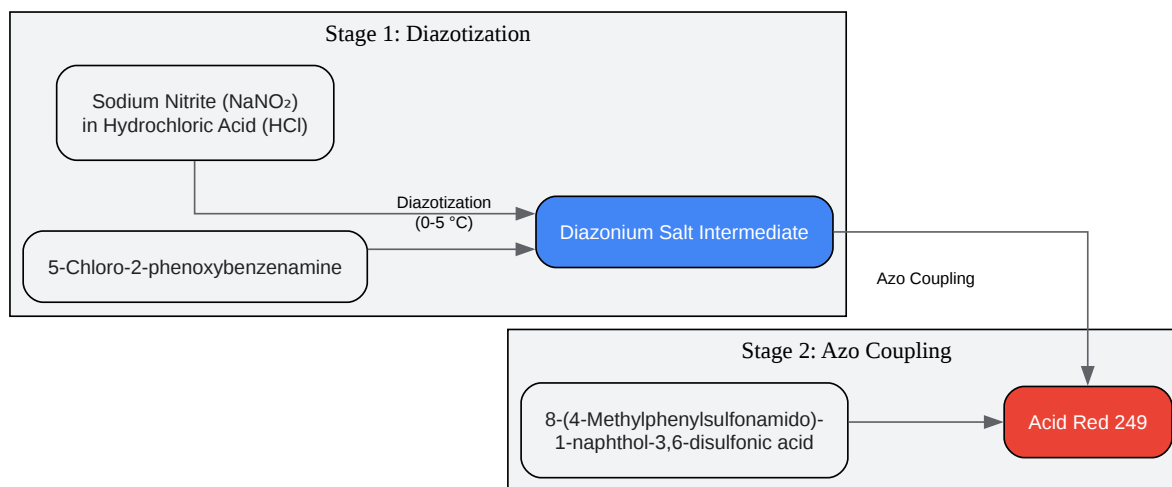 Stage 1: Diazotization
Sodium Nitrite (NaNO₂)
in Hydrochloric Acid (HCl)
Diazotization
(0-5 °C)
5-Chloro-2-phenoxybenzenamine
Diazonium Salt Intermediate
Azo Coupling
Stage 2: Azo Coupling
8-(4-Methylphenylsulfonamido)-
1-naphthol-3,6-disulfonic acid
Acid Red 249